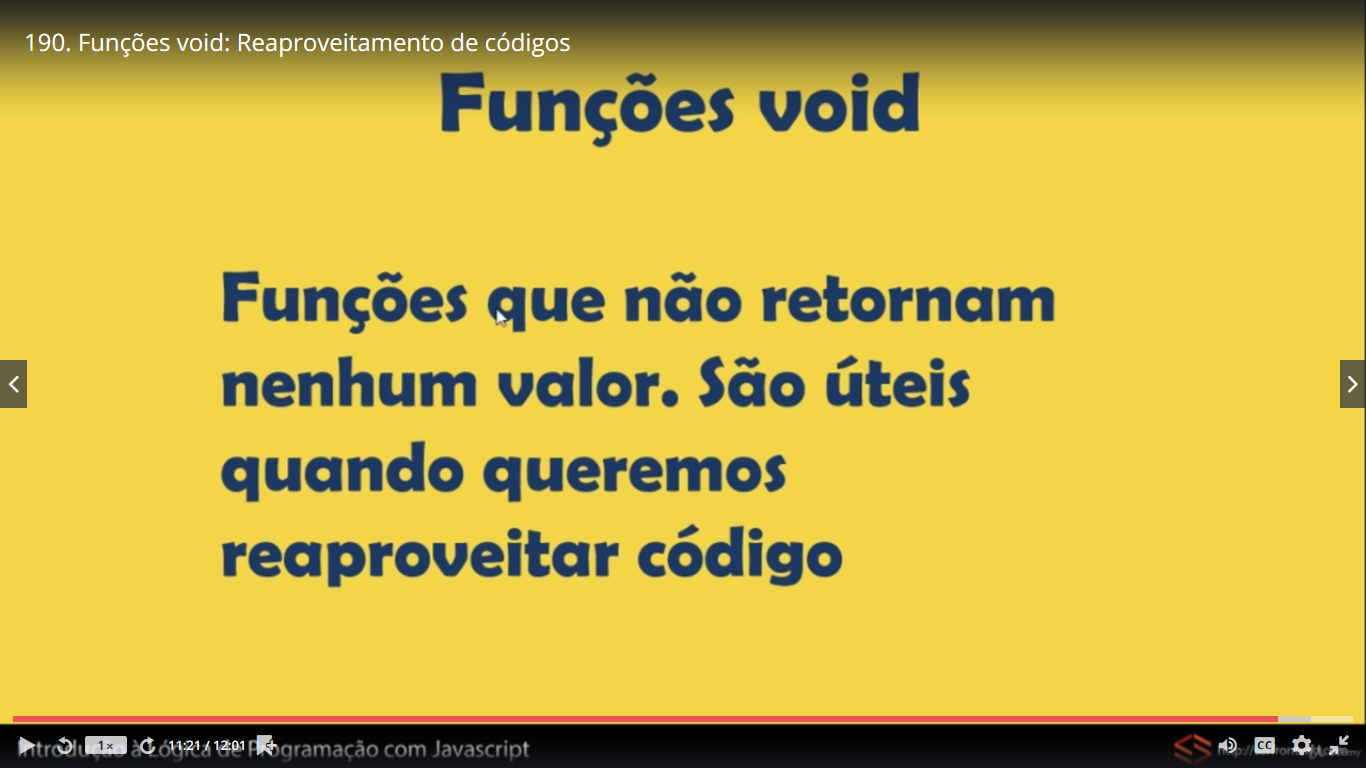 190. Funções void: Reaproveitamento de códigos
Funções void
Funções que não retornam
nenhum valor. São úteis
quando queremos
reaproveitar código
1×
11:21 / 12:01
CC
Introdução à Lógica de Programação com Javascript